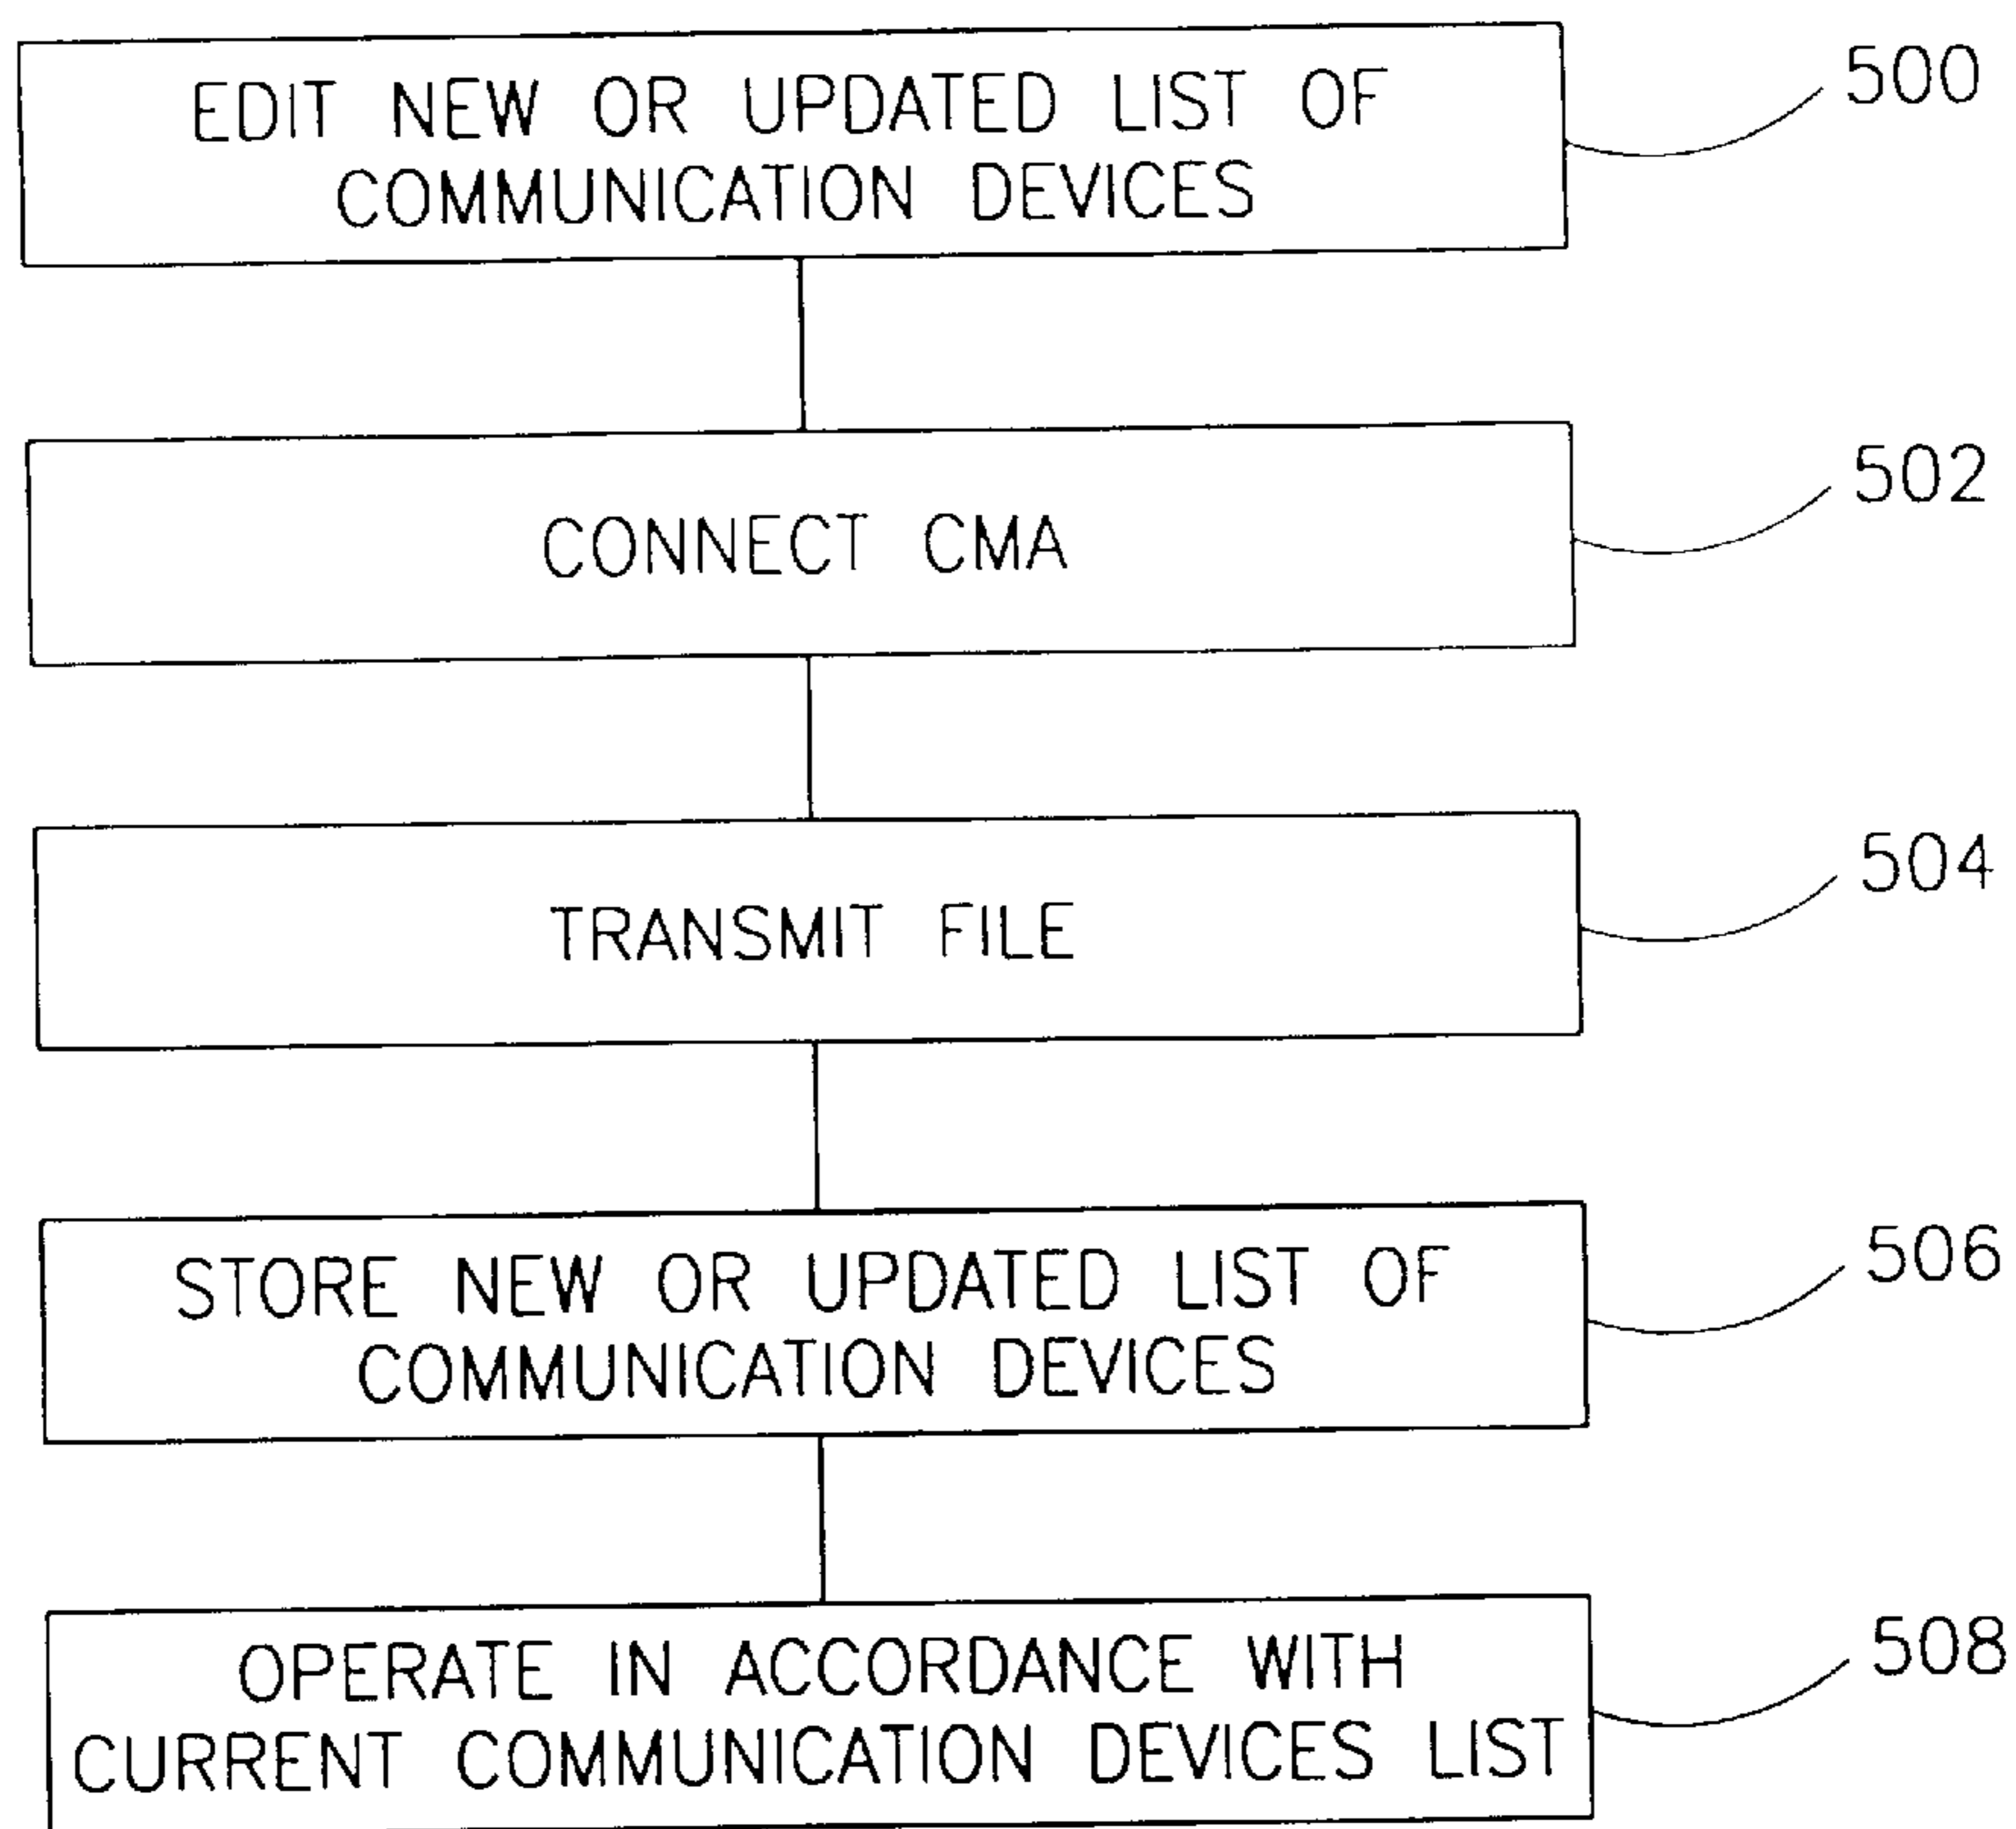 EDIT NEW OR UPDATED LIST OF
COMMUNICATION DEVICES
500
CONNECT CMA
502
TRANSMIT FILE
504
STORE NEW OR UPDATED LIST OF
COMMUNICATION DEVICES
506
OPERATE IN ACCORDANCE WITH
CURRENT COMMUNICATION DEVICES LIST
508